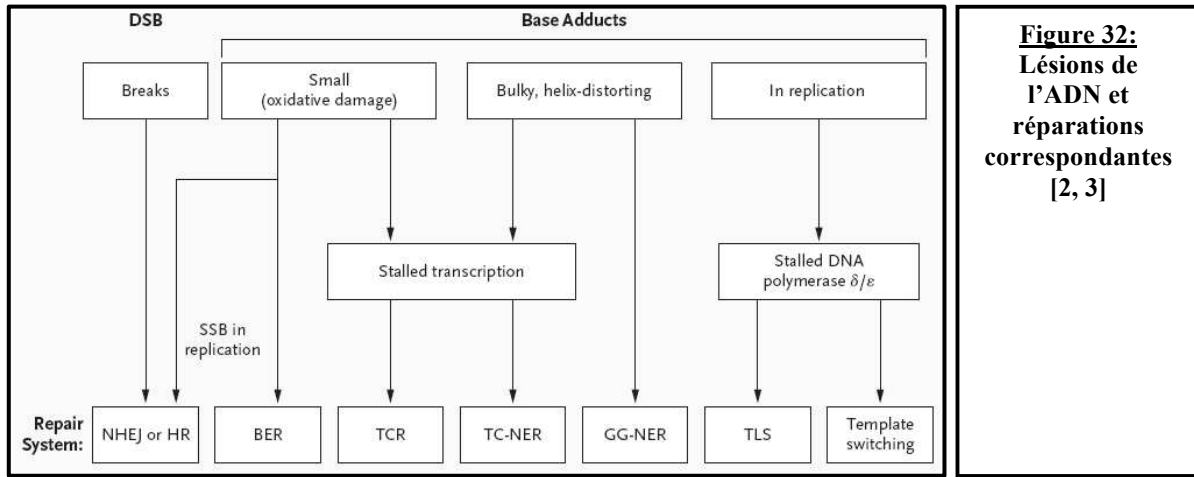 DSB
Base Adducts
Breaks
Small
(oxidative damage)
Bulky, helix-distorting
In replication
Stalled transcription
Stalled DNA
polymerase δ/ε
SSB in
replication
Repair
System:
NHEJ or HR
BER
TCR
TC-NER
GG-NER
TLS
Template
switching
Figure 32:
Lésions de
l’ADN et
réparations
correspondantes
[2, 3]